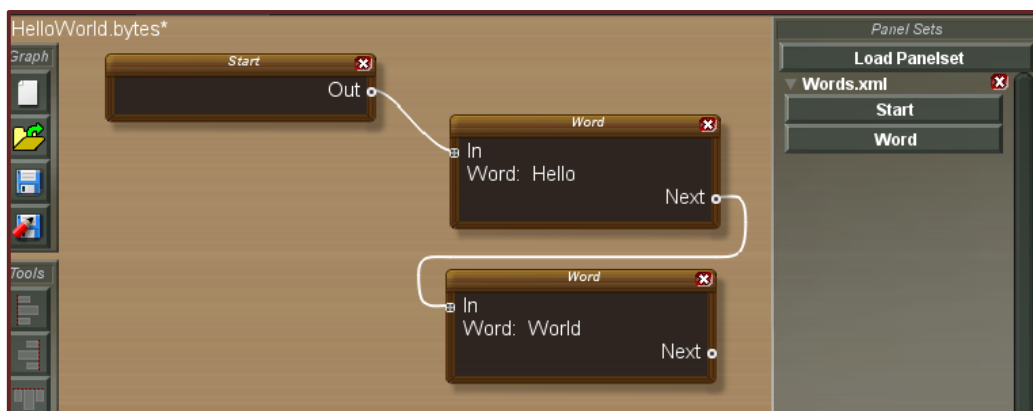 HelloWorld.bytes*
Graph
Tools
Start
Out
Word
In
Word: Hello
Next
Word
In
Word: World
Next
Panel Sets
Load Panelset
Words.xml
Start
Word